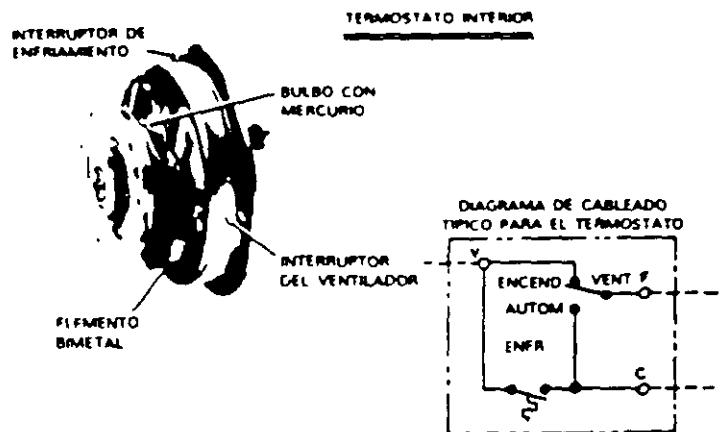 TERMOSTATO INTERIOR
INTERRUPTOR DE
ENFRIAMIENTO
BULBO CON
MERCURIO
INTERRUPTOR
DEL VENTILADOR
ELEMENTO
BIMETAL
DIAGRAMA DE CABLEADO
TIPICO PARA EL TERMOSTATO
V
ENCEND VENT F
AUTOM
ENFR
C